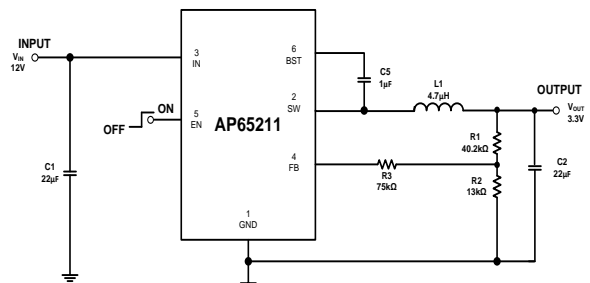 INPUT
VIN
12V
3
IN
6
BST
C5
1µF
L1
4.7µH
OUTPUT
VOUT
3.3V
2
SW
ON
OFF
5
EN
AP65211
R1
40.2kΩ
4
FB
R3
75kΩ
C1
22µF
R2
13kΩ
C2
22µF
1
GND